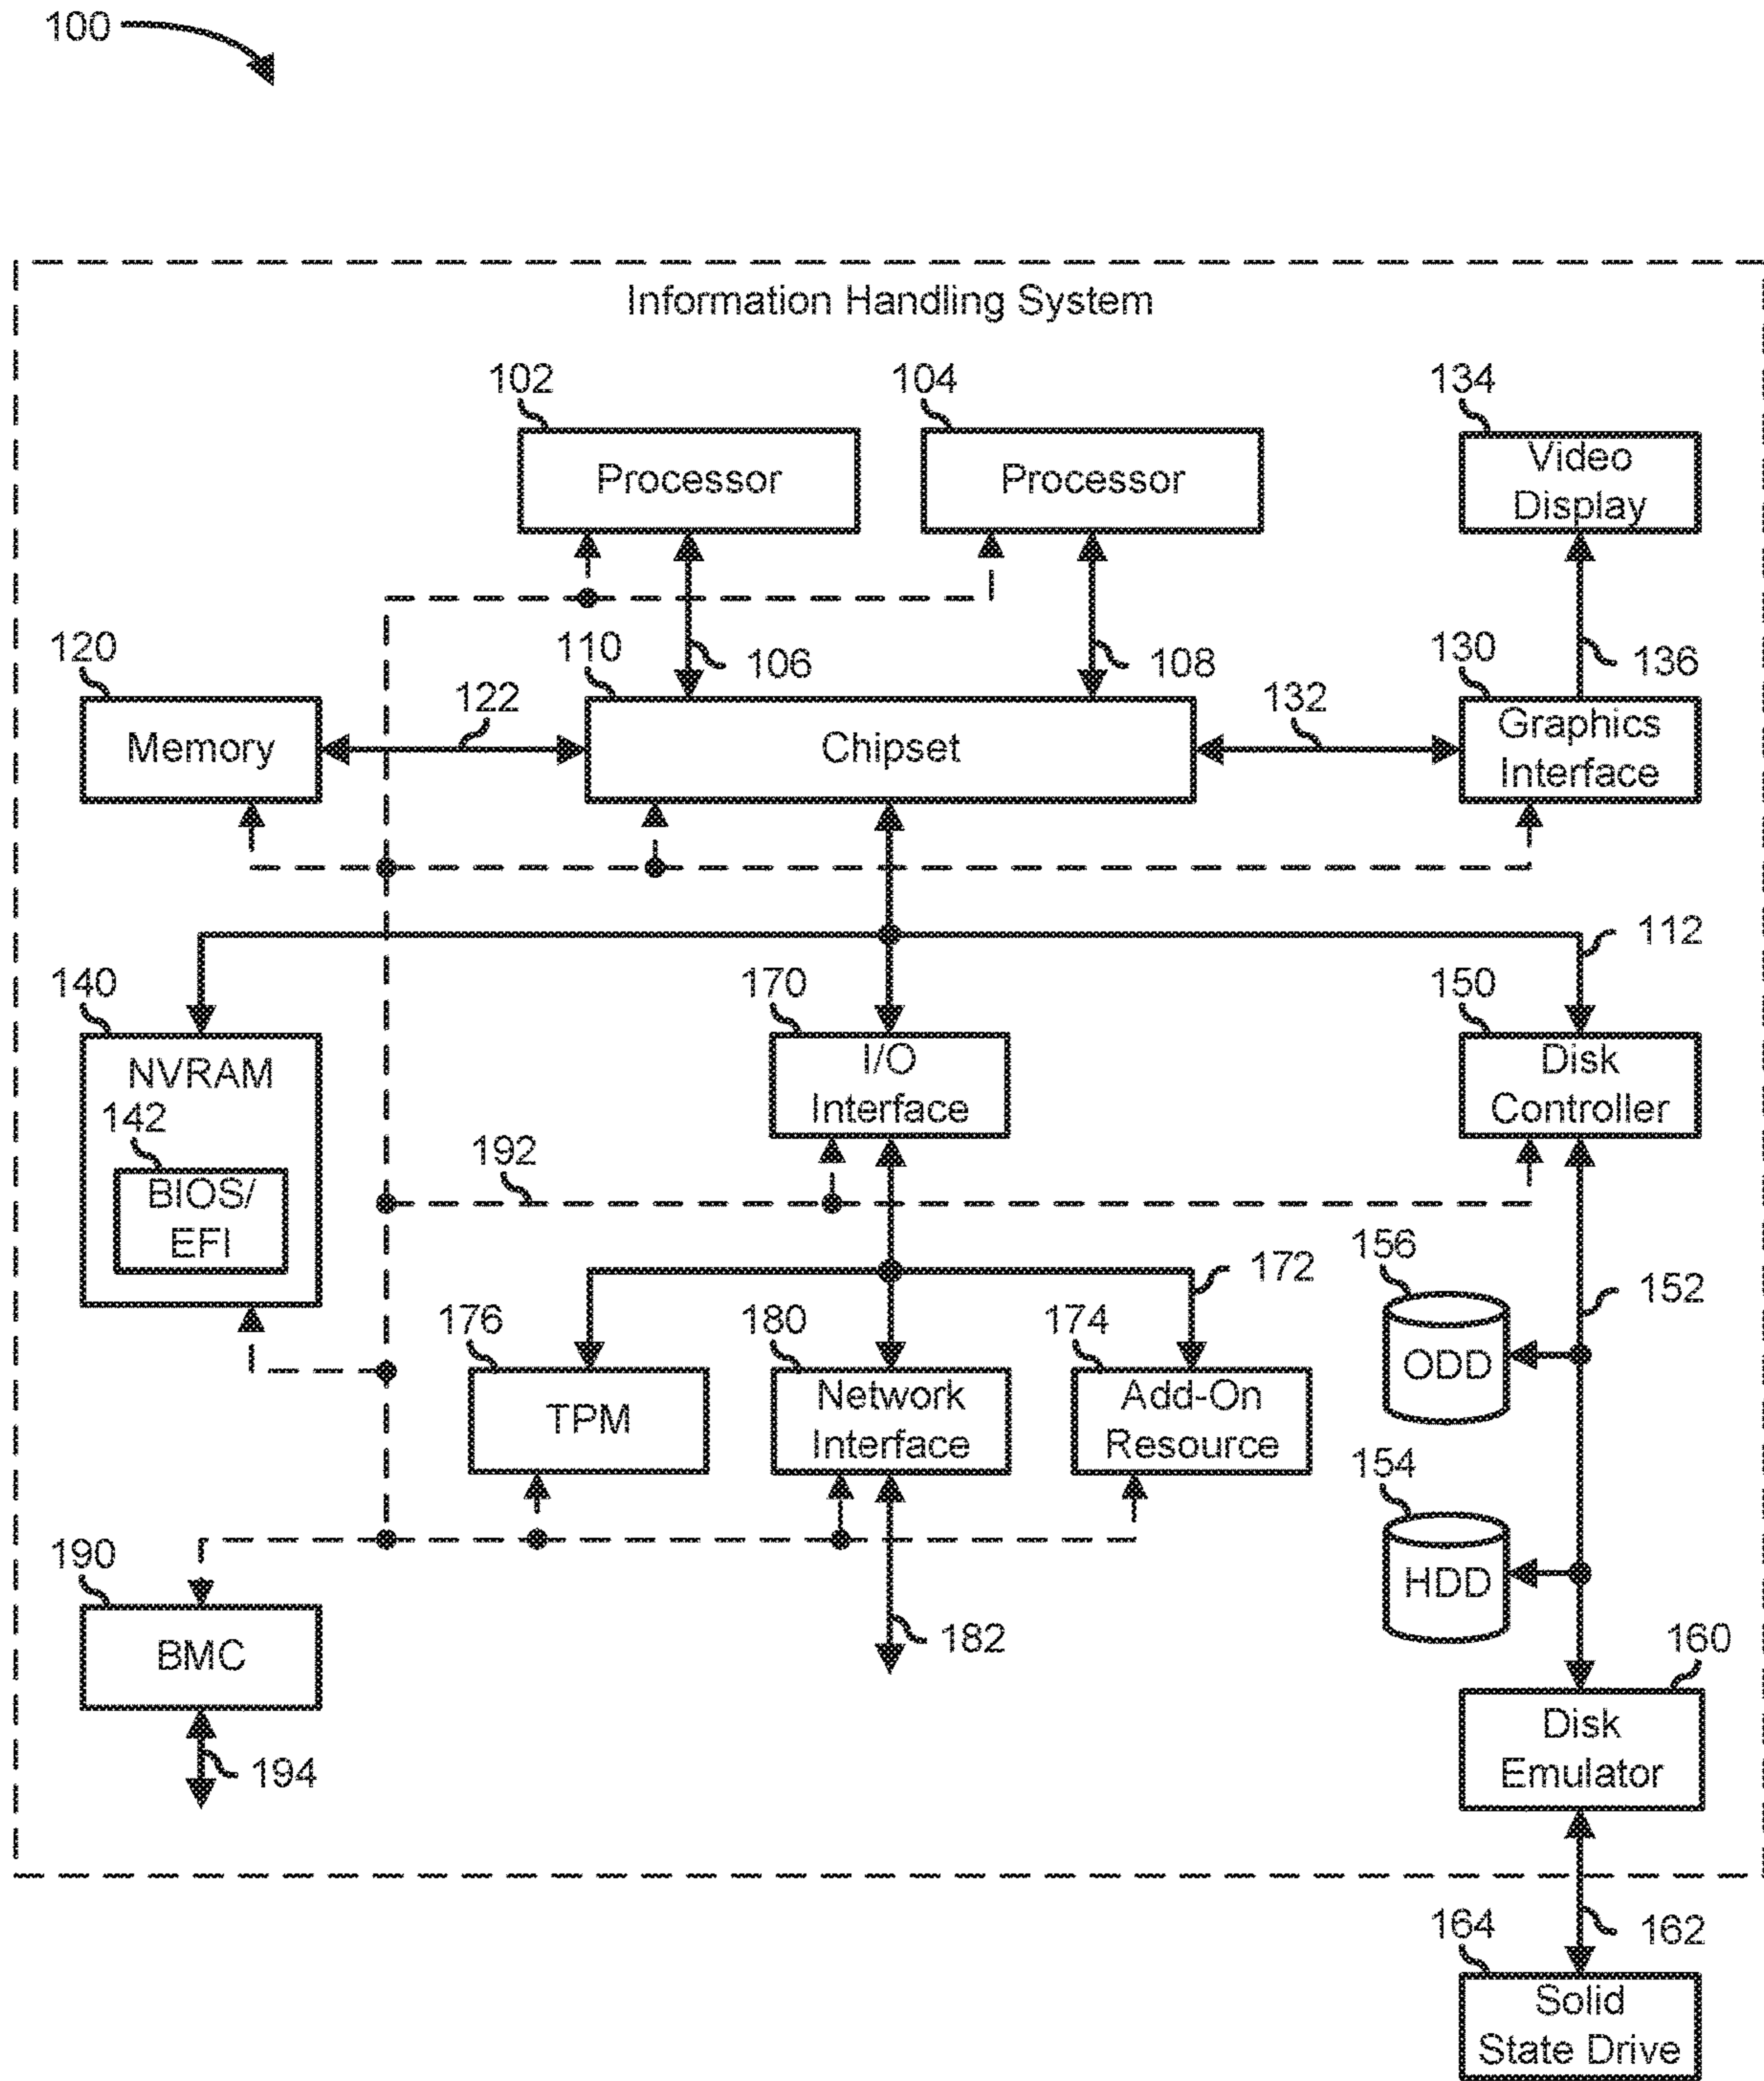 100
Information Handling System
102
104
134
Processor
Processor
Video
Display
120
110
106
108
130
136
122
132
Memory
Chipset
Graphics
Interface
112
140
170
150
NVRAM
I/O
Interface
Disk
Controller
142
BIOS/
EFI
192
156
172
152
176
180
174
ODD
TPM
Network
Interface
Add-On
Resource
154
HDD
190
182
BMC
160
Disk
Emulator
194
164
162
Solid
State Drive